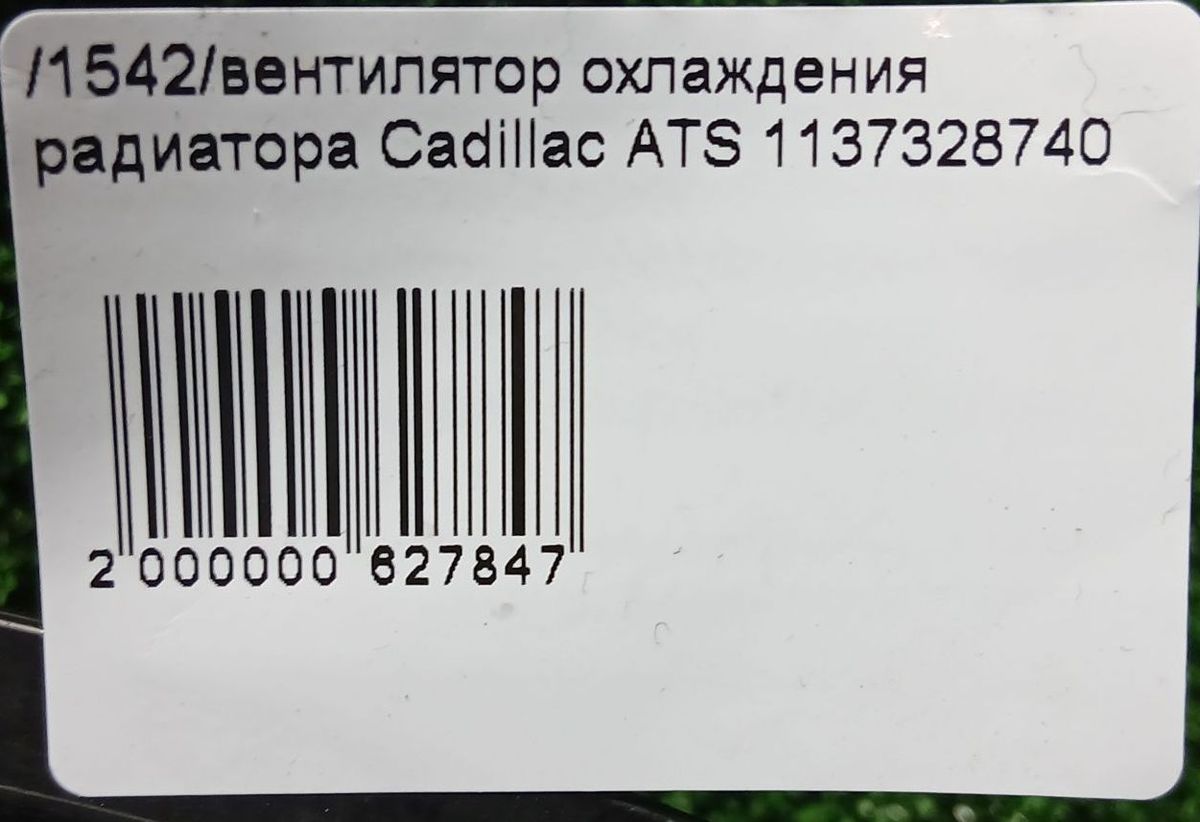 /1542/вентилятор охлаждения
радиатора Cadillac ATS 1137328740
2 000000 627847